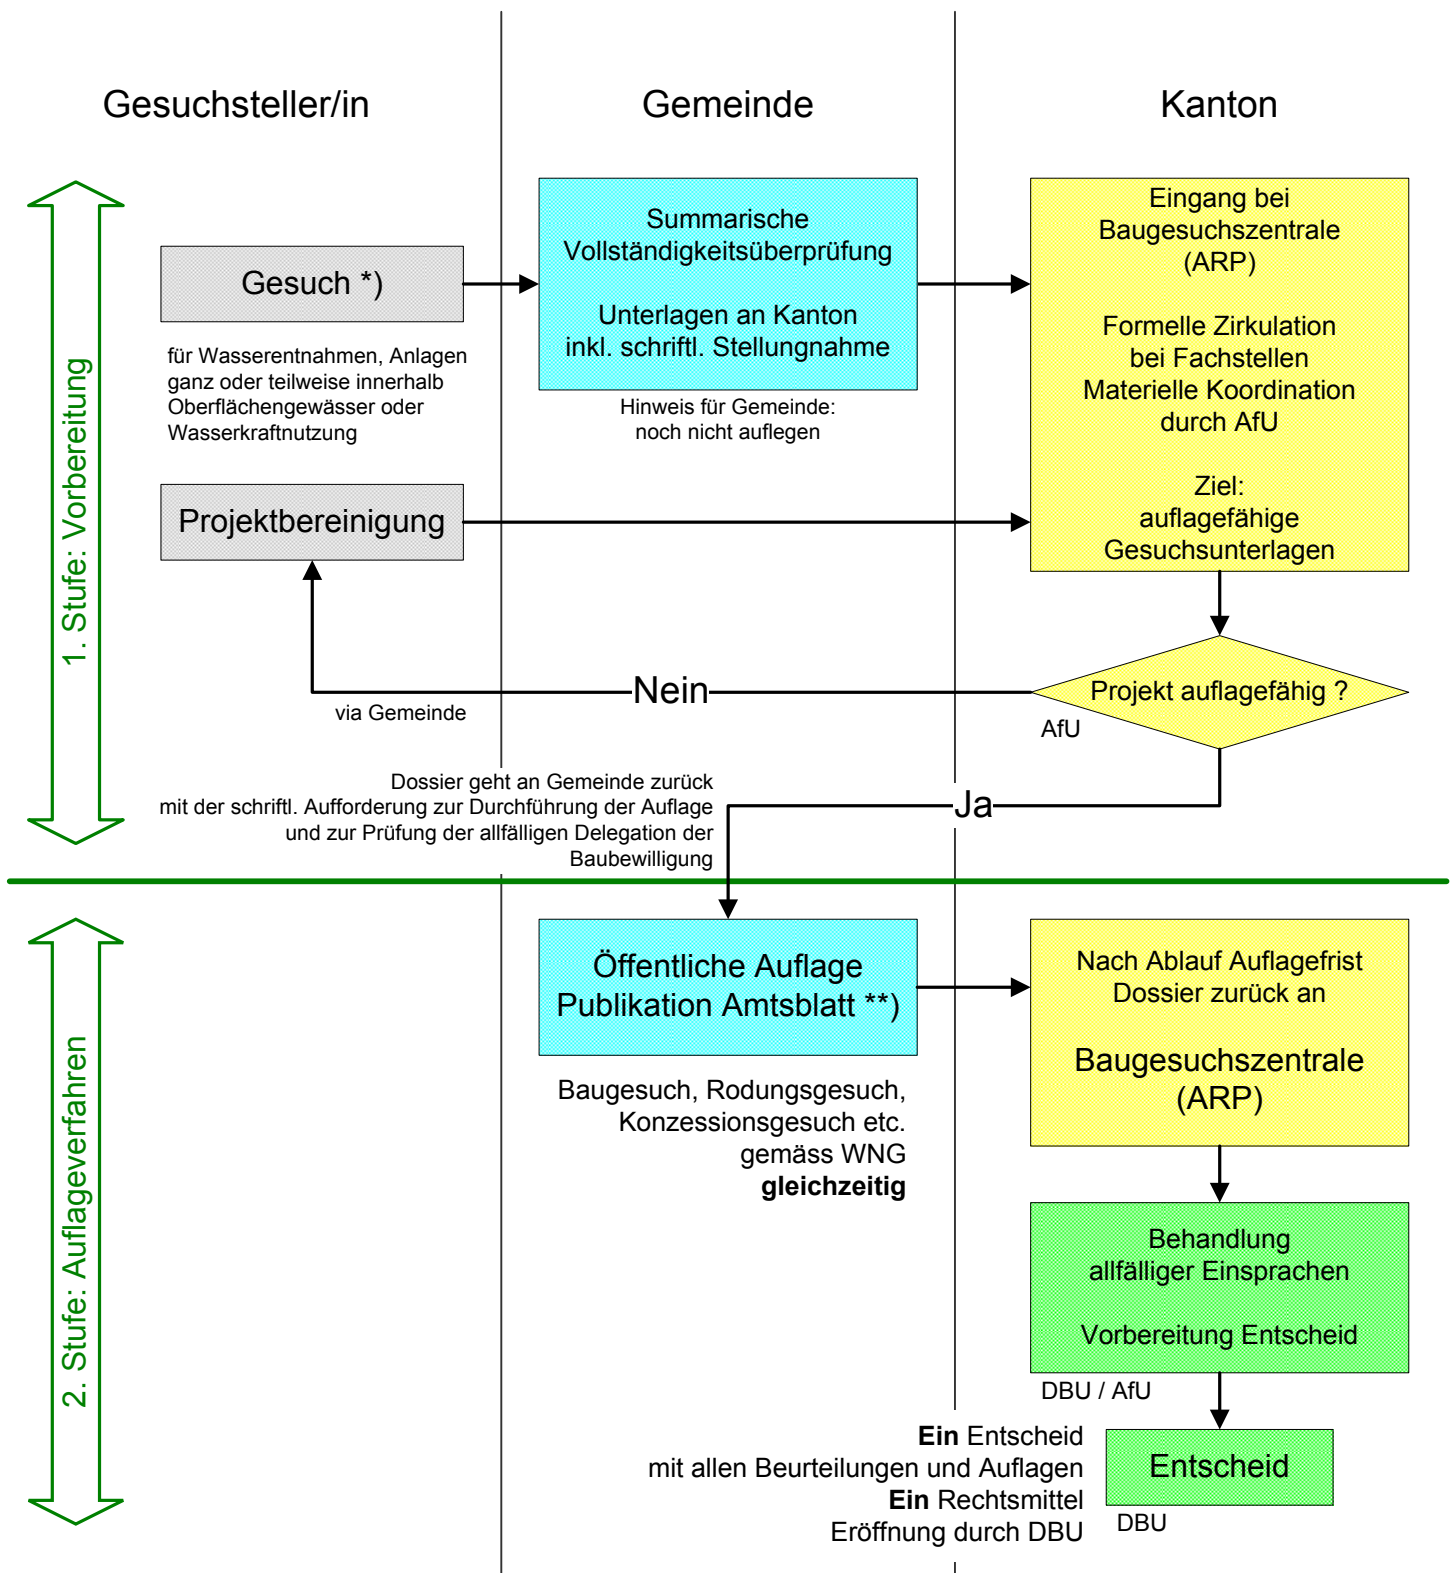 Gesuchsteller/in
Gemeinde
Kanton
1. Stufe: Vorbereitung
Gesuch *)
für Wasserentnahmen, Anlagen
ganz oder teilweise innerhalb
Oberflächengewässer oder
Wasserkraftnutzung
Summarische
Vollständigkeitsüberprüfung
Unterlagen an Kanton
inkl. schriftl. Stellungnahme
Hinweis für Gemeinde:
noch nicht auflegen
Eingang bei
Baugesuchszentrale
(ARP)
Formelle Zirkulation
bei Fachstellen
Materielle Koordination
durch AfU
Ziel:
auflagefähige
Gesuchsunterlagen
Projektbereinigung
Projekt auflagefähig ?
AfU
Nein
via Gemeinde
Ja
Dossier geht an Gemeinde zurück
mit der schriftl. Aufforderung zur Durchführung der Auflage
und zur Prüfung der allfälligen Delegation der
Baubewilligung
2. Stufe: Auflageverfahren
Öffentliche Auflage
Publikation Amtsblatt **)
Baugesuch, Rodungsgesuch,
Konzessionsgesuch etc.
gemäss WNG
gleichzeitig
Nach Ablauf Auflagefrist
Dossier zurück an
Baugesuchszentrale
(ARP)
Behandlung
allfälliger Einsprachen
Vorbereitung Entscheid
DBU / AfU
Ein Entscheid
mit allen Beurteilungen und Auflagen
Ein Rechtsmittel
Eröffnung durch DBU
Entscheid
DBU